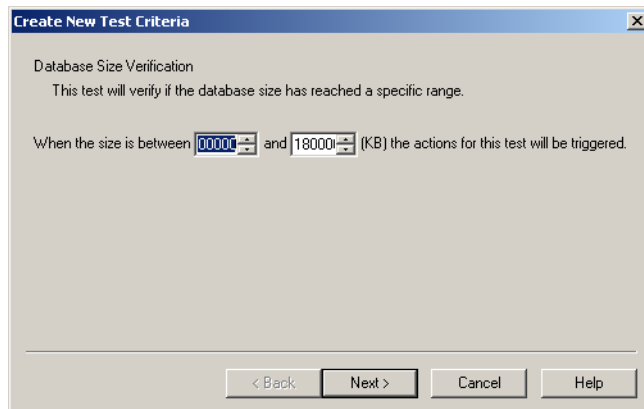 Create New Test Criteria
Database Size Verification
This test will verify if the database size has reached a specific range.
When the size is between 00000 and 18000 (KB) the actions for this test will be triggered.
< Back Next > Cancel Help